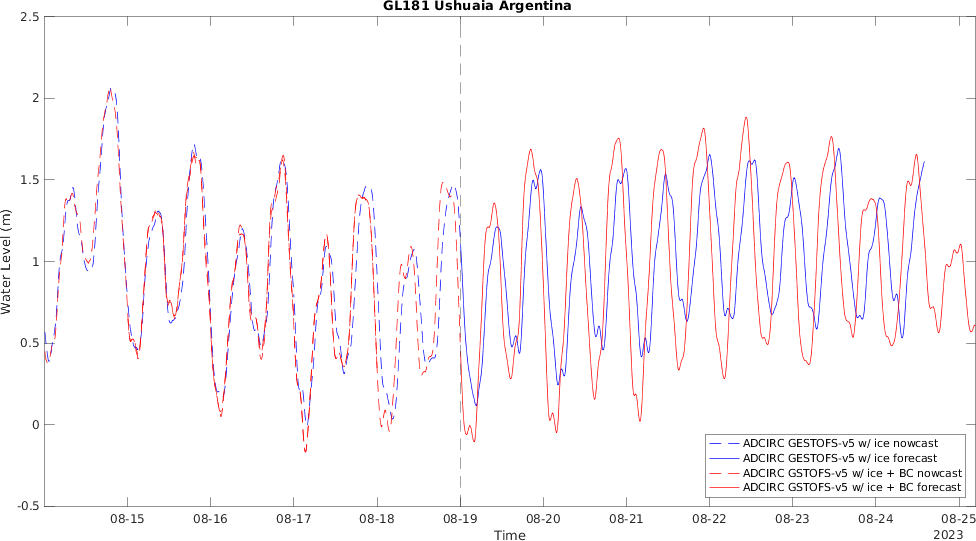 GL181 Ushuaia Argentina
2.5
2
1.5
1
0.5
0
-0.5
Water Level (m)
ADCIRC GESTOFS-v5 w/ ice nowcast
ADCIRC GESTOFS-v5 w/ ice forecast
ADCIRC GSTOFS-v5 w/ ice + BC nowcast
ADCIRC GSTOFS-v5 w/ ice + BC forecast
08-15 08-16 08-17 08-18 08-19 08-20 08-21 08-22 08-23 08-24 08-25
Time
2023